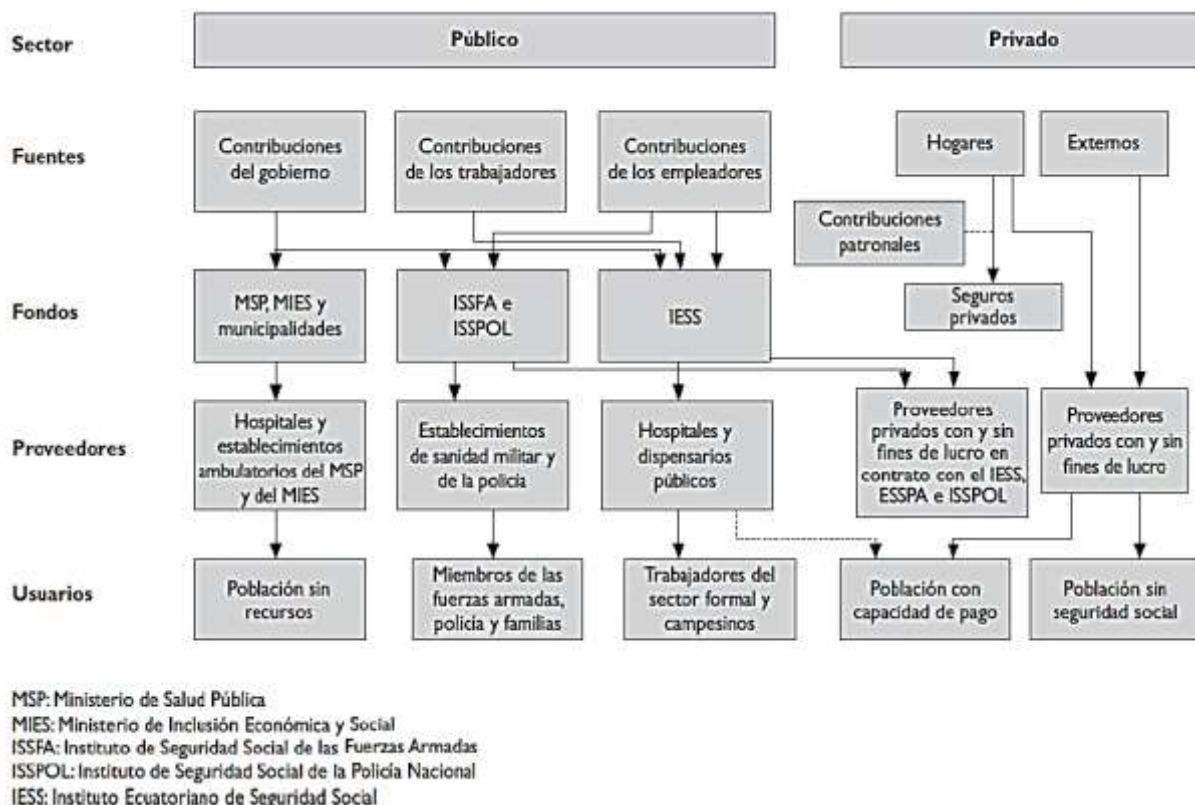 Sector
Público
Privado
Fuentes
Contribuciones
del gobierno
Contribuciones
de los trabajadores
Contribuciones
de los empleadores
Hogares
Externos
Contribuciones
patronales
Fondos
MSP, MIES y
municipalidades
ISSFA e
ISSPOL
IESS
Seguros
privados
Proveedores
Hospitales y
establecimientos
ambulatorios del MSP
y del MIES
Establecimientos
de sanidad militar y
de la policía
Hospitales y
dispensarios
públicos
Proveedores
privados con y sin
fines de lucro en
contrato con el IESS,
ESSPA e ISSPOL
Proveedores
privados con y sin
fines de lucro
Usuarios
Población sin
recursos
Miembros de las
fuerzas armadas,
policía y familias
Trabajadores del
sector formal y
campesinos
Población con
capacidad de pago
Población sin
seguridad social
MSP: Ministerio de Salud Pública
MIES: Ministerio de Inclusión Económica y Social
ISSFA: Instituto de Seguridad Social de las Fuerzas Armadas
ISSPOL: Instituto de Seguridad Social de la Policía Nacional
IESS: Instituto Ecuatoriano de Seguridad Social